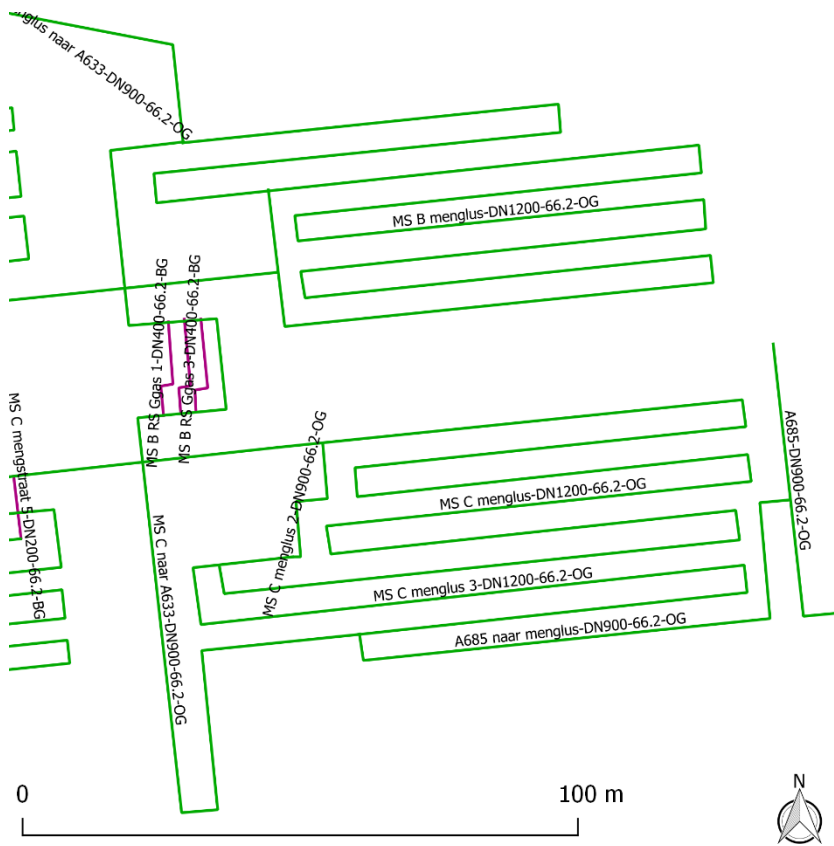 nglus naar A633-DN900-66.2-OG
MS B menglus-DN1200-66.2-OG
MS B RS Ggas 1-DN400-66.2-BG
MS B RS Ggas 3-DN400-66.2-BG
MS C mengstraat 5-DN200-66.2-BG
MS C naar A633-DN900-66.2-OG
MS C menglus 2-DN900-66.2-OG
MS C menglus-DN1200-66.2-OG
A685-DN900-66.2-OG
MS C menglus 3-DN1200-66.2-OG
A685 naar menglus-DN900-66.2-OG
0
100 m
N